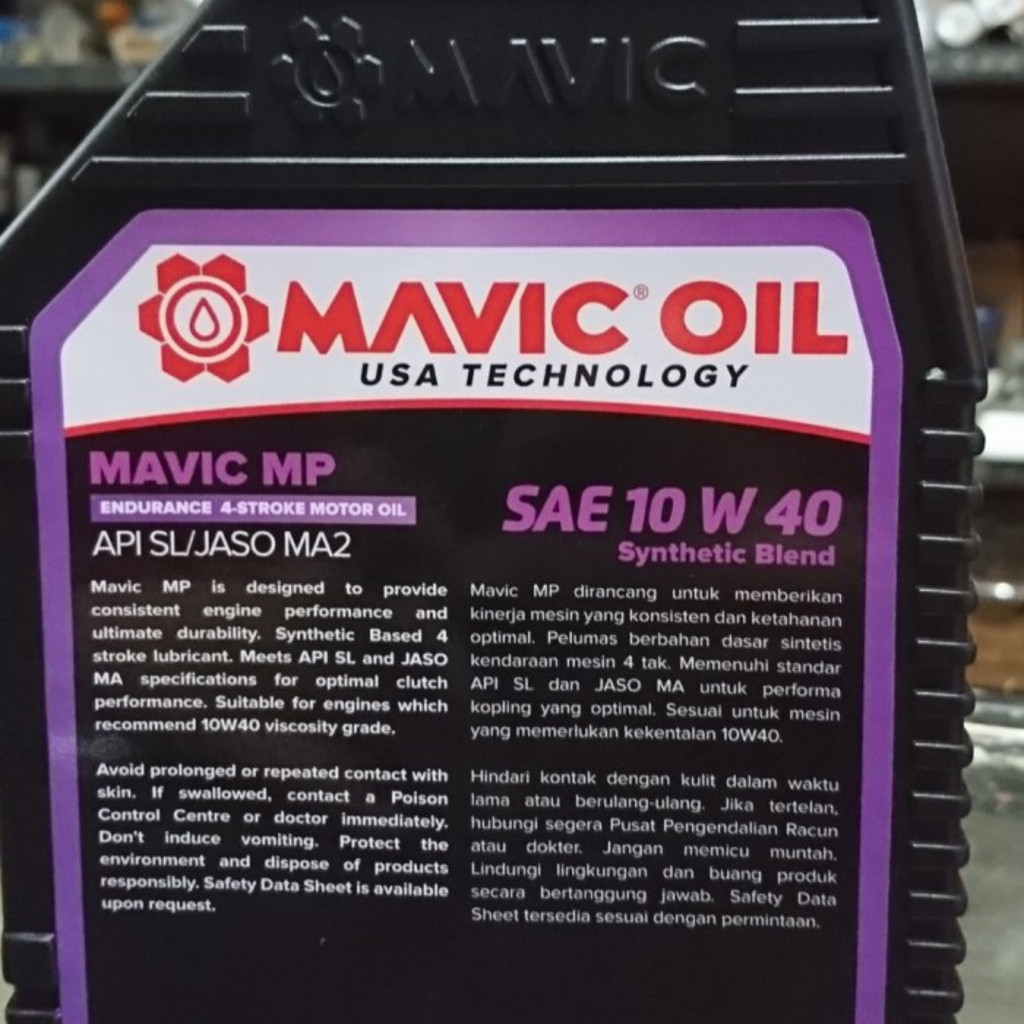 MAVIC
MAVIC® OIL
USA TECHNOLOGY
MAVIC MP
ENDURANCE 4-STROKE MOTOR OIL
API SL/JASO MA2
SAE 10 W 40
Synthetic Blend
Mavic MP is designed to provide
consistent engine performance and
ultimate durability. Synthetic Based 4
stroke lubricant. Meets API SL and JASO
MA specifications for optimal clutch
performance. Suitable for engines which
recommend 10W40 viscosity grade.
Avoid prolonged or repeated contact with
skin. If swallowed, contact a Poison
Control Centre or doctor immediately.
Don't induce vomiting. Protect the
environment and dispose of products
responsibly. Safety Data Sheet is available
upon request.
Mavic MP dirancang untuk memberikan
kinerja mesin yang konsisten dan ketahanan
optimal. Pelumas berbahan dasar sintetis
kendaraan mesin 4 tak. Memenuhi standar
API SL dan JASO MA untuk performa
kopling yang optimal. Sesuai untuk mesin
yang memerlukan kekentalan 10W40.
Hindari kontak dengan kulit dalam waktu
lama atau berulang-ulang. Jika tertelan,
hubungi segera Pusat Pengendalian Racun
atau dokter. Jangan memicu muntah.
Lindungi lingkungan dan buang produk
secara bertanggung jawab. Safety Data
Sheet tersedia sesuai dengan permintaan.